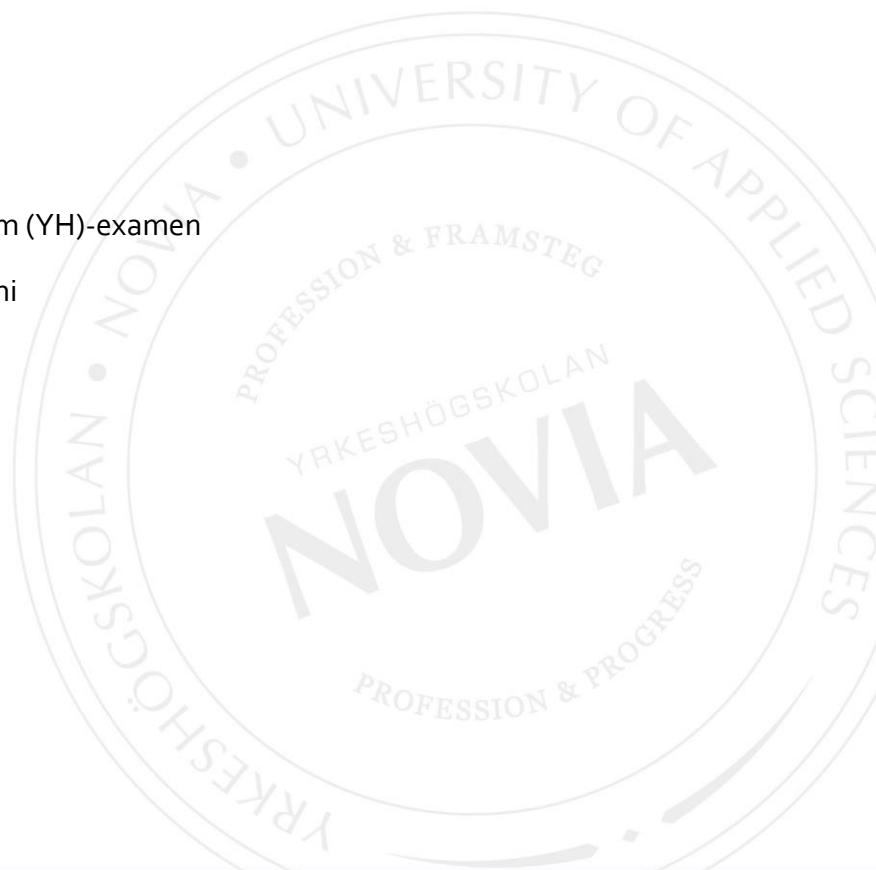 UNIVERSITY OF APPLIED SCIENCES
m (YH)-examen
ni
YRKESHÖGSKOLAN • NOVIA •
PROFESSION & FRAMSTEG
YRKESHÖGSKOLAN
NOVIA
PROFESSION & PROGRESS